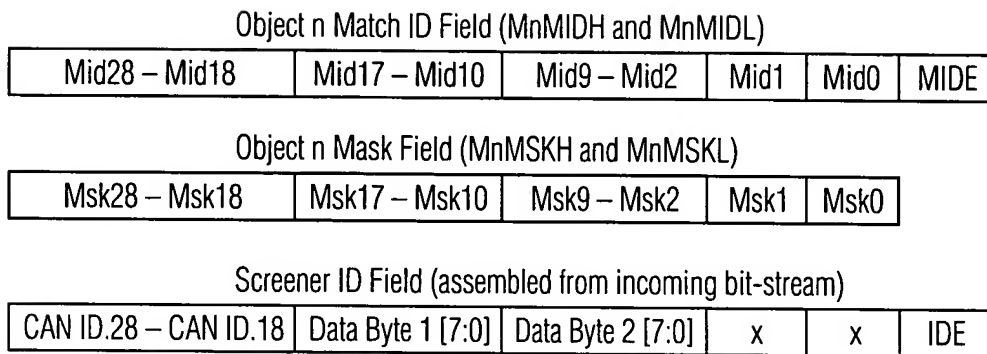 Object n Match ID Field (MnMIDH and MnMIDL)
Mid28 – Mid18 Mid17 – Mid10 Mid9 – Mid2 Mid1 Mid0 MIDE
Object n Mask Field (MnMSKH and MnMSKL)
Msk28 – Msk18 Msk17 – Msk10 Msk9 – Msk2 Msk1 Msk0
Screener ID Field (assembled from incoming bit-stream)
CAN ID.28 – CAN ID.18 Data Byte 1 [7:0] Data Byte 2 [7:0] x x IDE